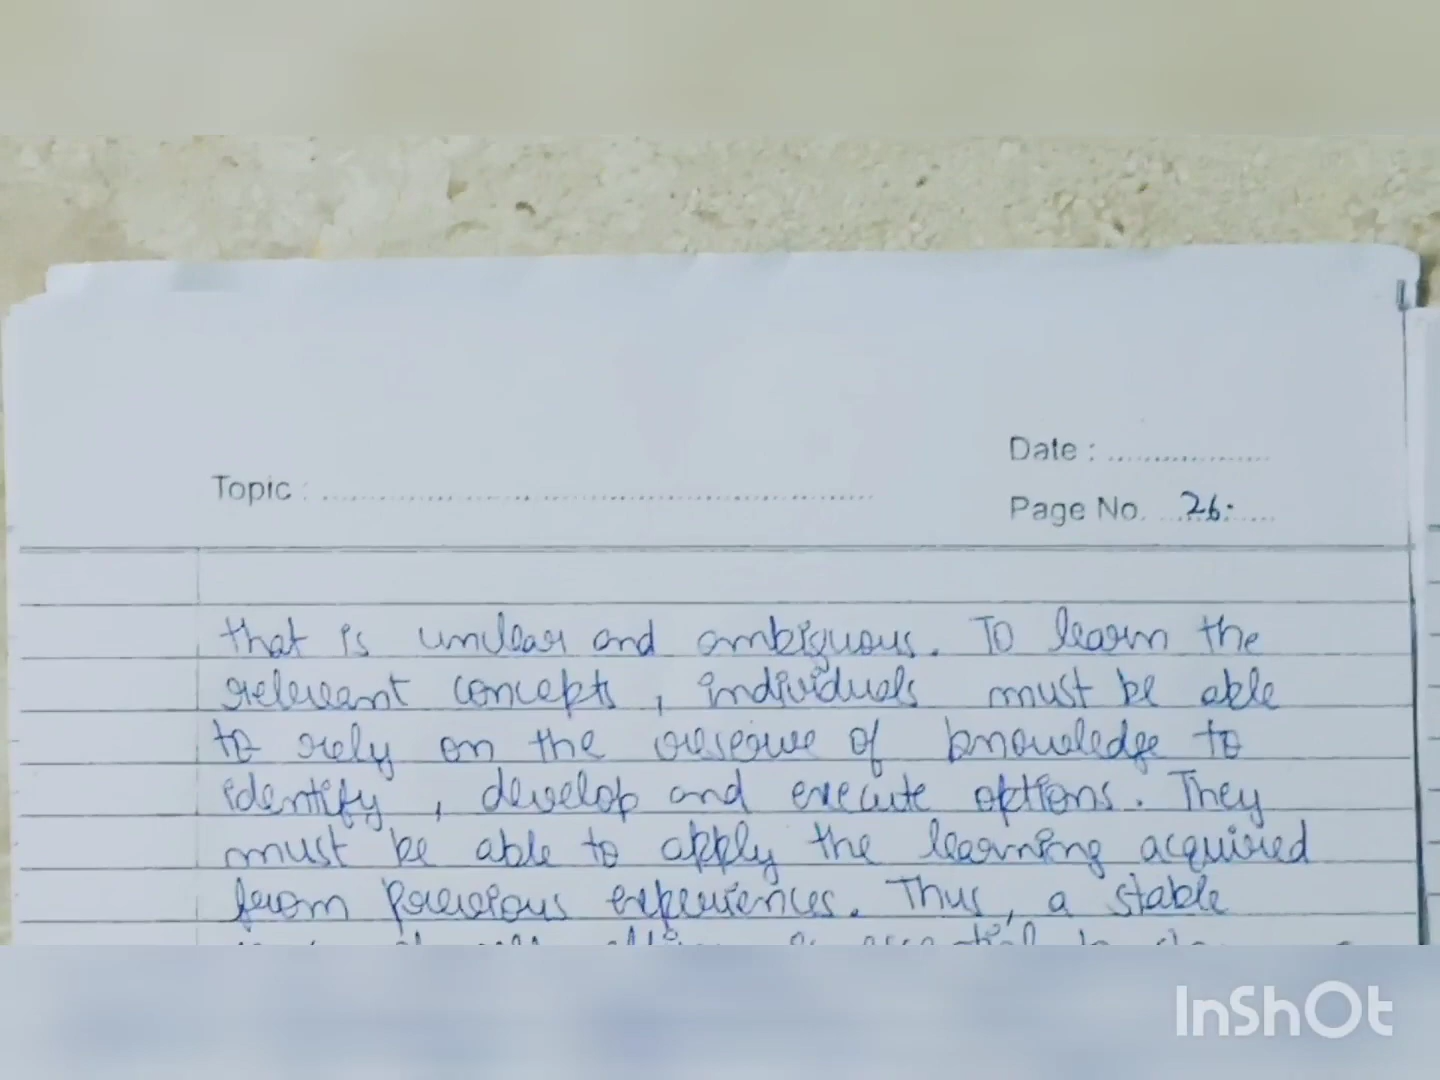 Date :
Topic :
Page No. 26.
that is unclear and ambiguous. To learn the
relevant concepts, individuals must be able
to rely on the reserve of knowledge to
identify, develop and execute options. They
must be able to apply the learning acquired
from previous experiences. Thus, a stable
InShOt